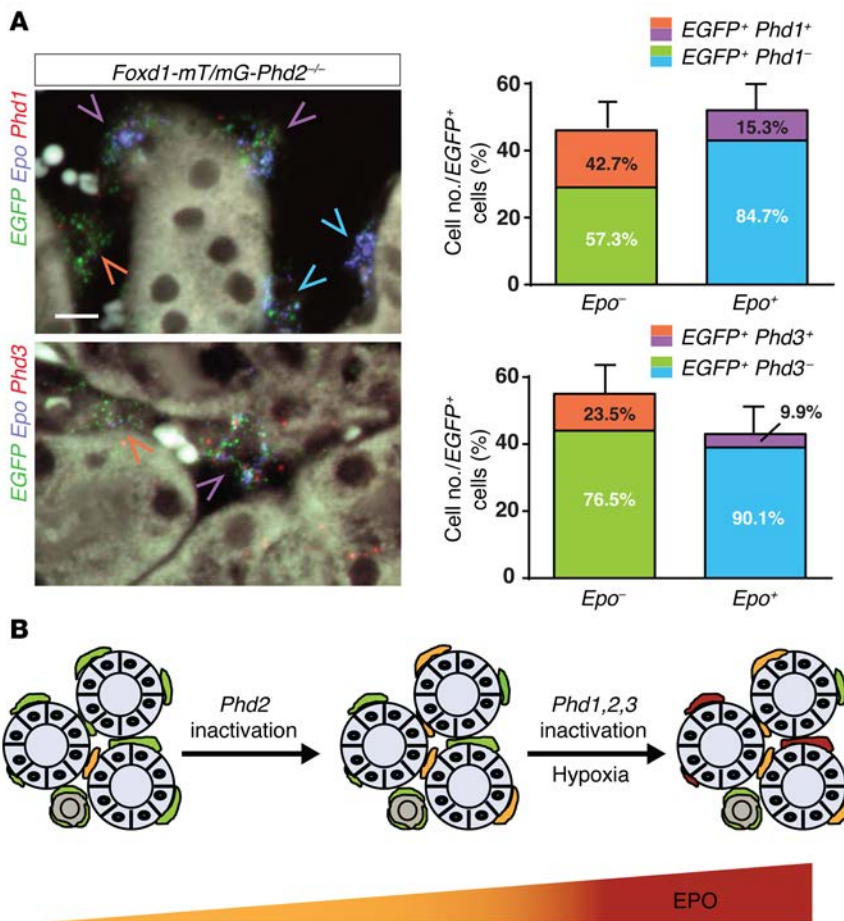 A
Foxd1-mT/mG-Phd2⁻/⁻
EGFP Epo Phd1
EGFP Epo Phd3
EGFP⁺ Phd1⁺
EGFP⁺ Phd1⁻
Cell no./EGFP⁺
cells (%)
60
40
20
0
42.7%
57.3%
15.3%
84.7%
Epo⁻
Epo⁺
EGFP⁺ Phd3⁺
EGFP⁺ Phd3⁻
Cell no./EGFP⁺
cells (%)
60
40
20
0
23.5%
76.5%
9.9%
90.1%
Epo⁻
Epo⁺
B
Phd2
inactivation
Phd1,2,3
inactivation
Hypoxia
EPO